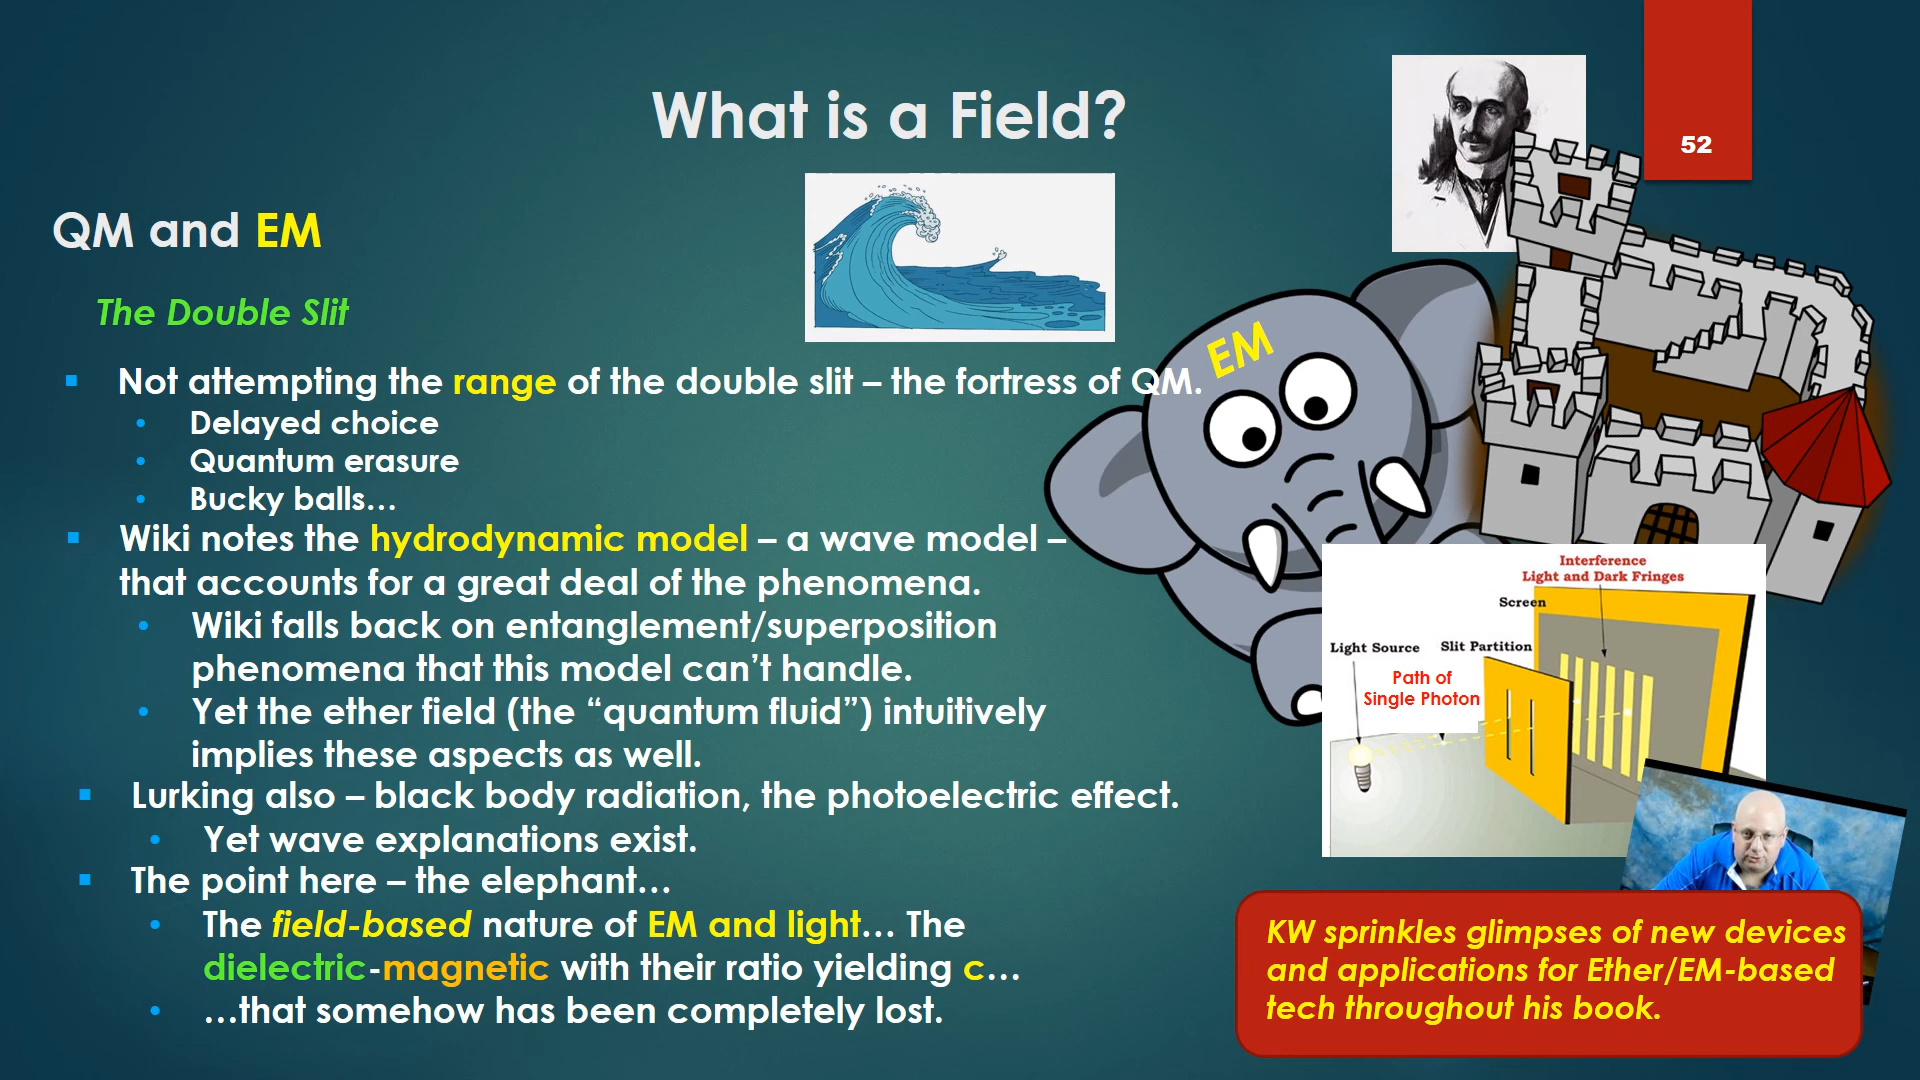 What is a Field?
52
QM and EM
The Double Slit
Not attempting the range of the double slit – the fortress of QM.
Delayed choice
Quantum erasure
Bucky balls…
Wiki notes the hydrodynamic model – a wave model –
that accounts for a great deal of the phenomena.
Wiki falls back on entanglement/superposition
phenomena that this model can’t handle.
Yet the ether field (the “quantum fluid”) intuitively
implies these aspects as well.
Lurking also – black body radiation, the photoelectric effect.
Yet wave explanations exist.
The point here – the elephant…
The field-based nature of EM and light… The
dielectric-magnetic with their ratio yielding c…
…that somehow has been completely lost.
EM
Interference
Light and Dark Fringes
Screen
Light Source
Slit Partition
Path of
Single Photon
KW sprinkles glimpses of new devices
and applications for Ether/EM-based
tech throughout his book.